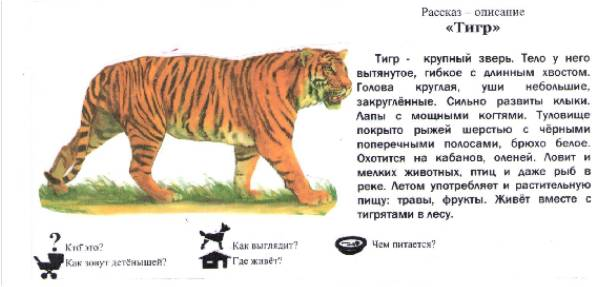 Рассказ – описание
«Тигр»
Тигр - крупный зверь. Тело у него
вытянутое, гибкое с длинным хвостом.
Голова круглая, уши небольшие,
закруглённые. Сильно развиты клыки.
Лапы с мощными когтями. Туловище
покрыто рыжей шерстью с чёрными
поперечными полосами, брюхо белое.
Охотится на кабанов, оленей. Ловит и
мелких животных, птиц и даже рыб в
реке. Летом употребляет и растительную
пищу: травы, фрукты. Живёт вместе с
тигрятами в лесу.
? Кто это?
Как выглядит?
Чем питается?
Как зовут детёнышей?
Где живёт?